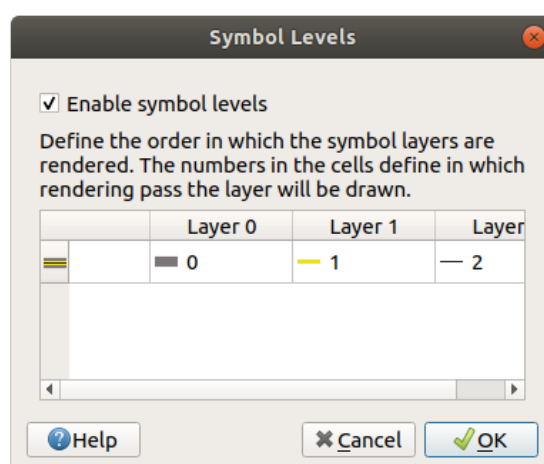 Symbol Levels
Enable symbol levels
Define the order in which the symbol layers are
rendered. The numbers in the cells define in which
rendering pass the layer will be drawn.
Layer 0 Layer 1 Layer
0 1 2
Help Cancel OK